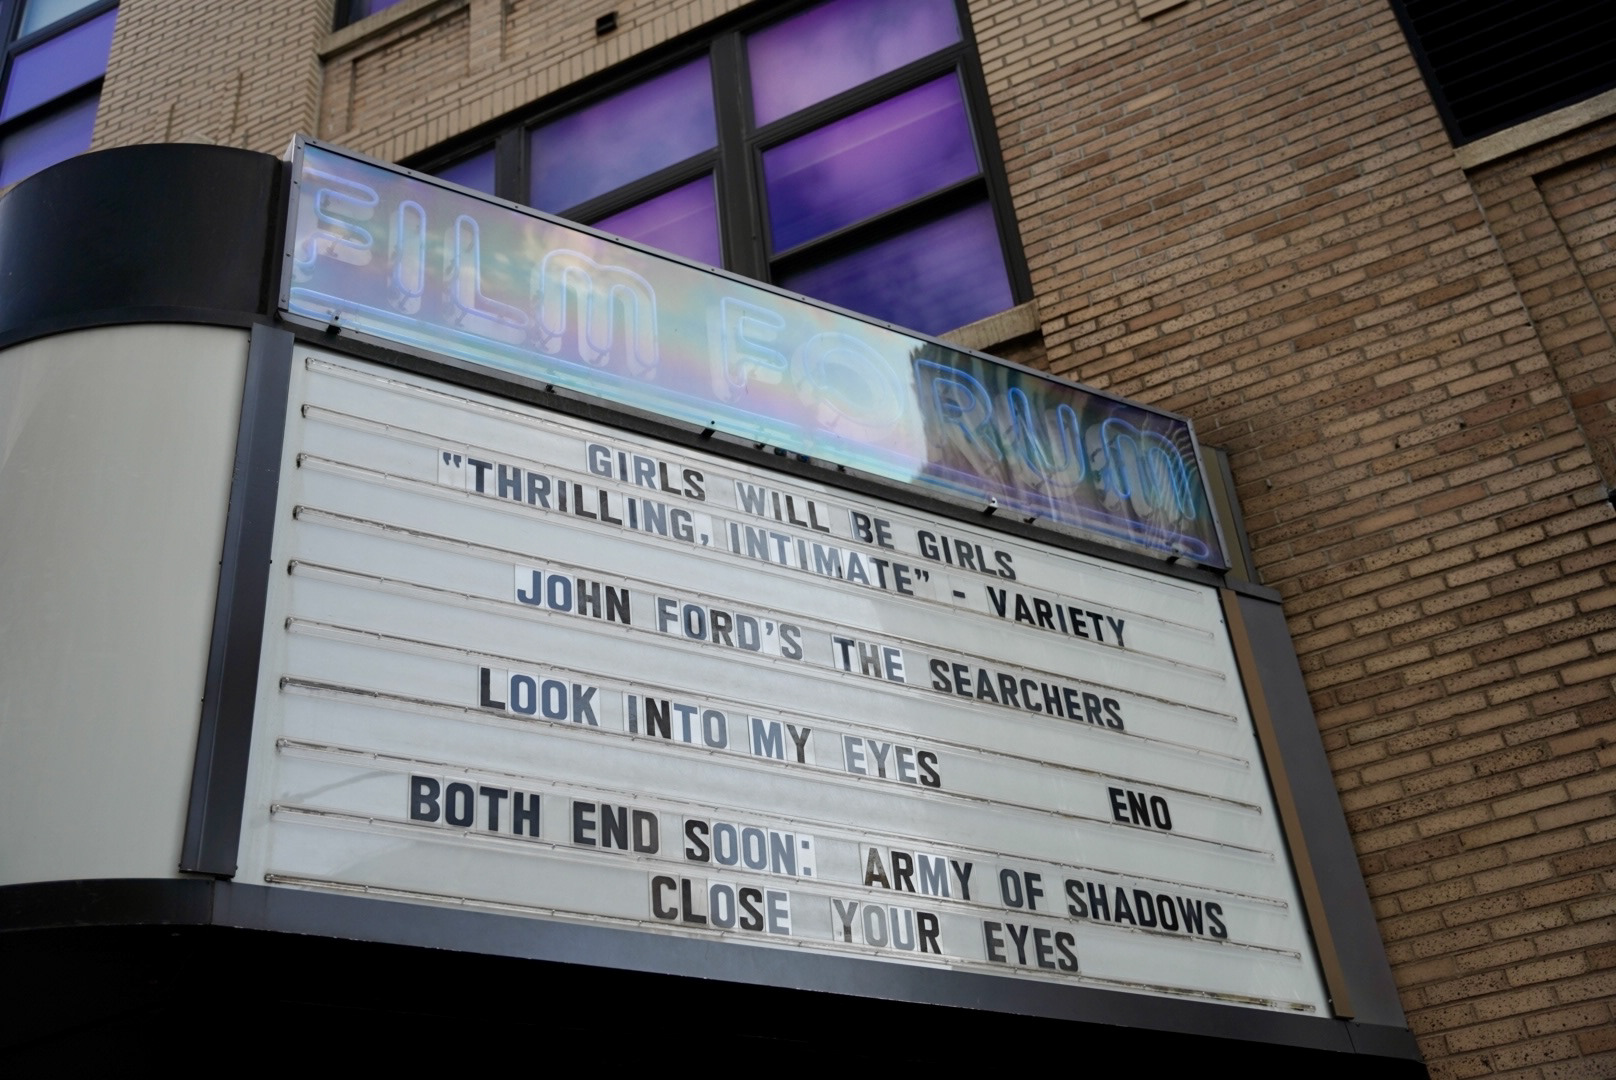 FILM FORUM
GIRLS WILL BE GIRLS
"THRILLING, INTIMATE" - VARIETY
JOHN FORD'S THE SEARCHERS
LOOK INTO MY EYES
ENO
BOTH END SOON: ARMY OF SHADOWS
CLOSE YOUR EYES